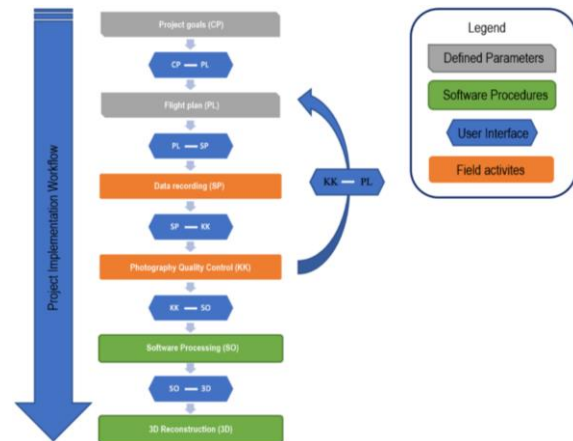 Project Implementation Workflow
Project goals (CP)
CP — PL
Flight plan (PL)
PL — SP
Data recording (SP)
SP — KK
Photography Quality Control (KK)
KK — SO
Software Processing (SO)
SO — 3D
3D Reconstruction (3D)
KK — PL
Legend
Defined Parameters
Software Procedures
User Interface
Field activites